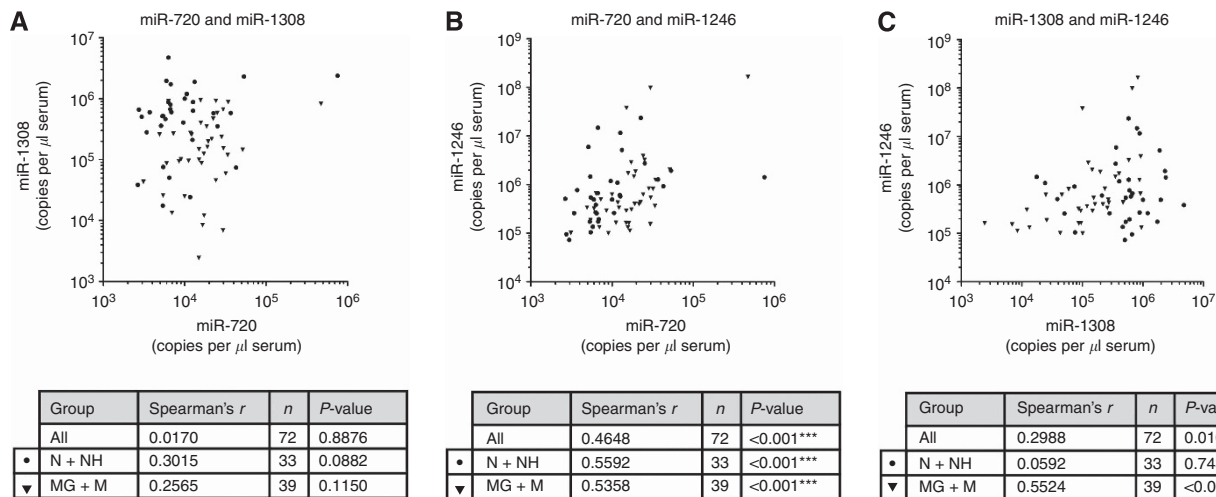 A
miR-720 and miR-1308
10⁷
10⁶
10⁵
10⁴
10³
miR-1308
(copies per μl serum)
10³ 10⁴ 10⁵ 10⁶
miR-720
(copies per μl serum)
Group Spearman's r n P-value
All 0.0170 72 0.8876
N + NH 0.3015 33 0.0882
MG + M 0.2565 39 0.1150
B
miR-720 and miR-1246
10⁹
10⁸
10⁷
10⁶
10⁵
10⁴
miR-1246
(copies per μl serum)
10³ 10⁴ 10⁵ 10⁶
miR-720
(copies per μl serum)
Group Spearman's r n P-value
All 0.4648 72 <0.001***
N + NH 0.5592 33 <0.001***
MG + M 0.5358 39 <0.001***
C
miR-1308 and miR-1246
10⁹
10⁸
10⁷
10⁶
10⁵
10⁴
miR-1246
(copies per μl serum)
10³ 10⁴ 10⁵ 10⁶ 10⁷
miR-1308
(copies per μl serum)
Group Spearman's r n
All 0.2988 72
N + NH 0.0592 33
MG + M 0.5524 39